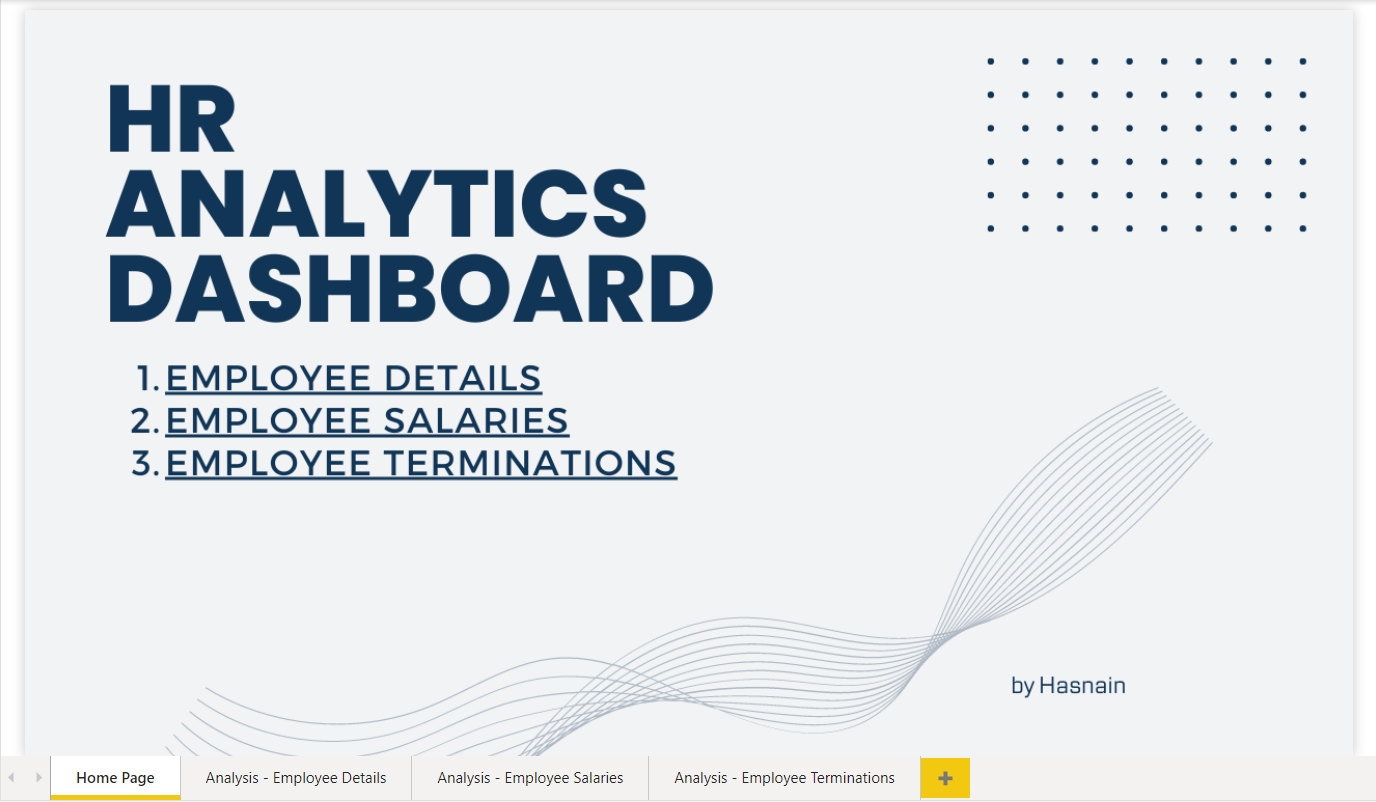 HR
ANALYTICS
DASHBOARD
1. EMPLOYEE DETAILS
2. EMPLOYEE SALARIES
3. EMPLOYEE TERMINATIONS
by Hasnain
Home Page
Analysis - Employee Details
Analysis - Employee Salaries
Analysis - Employee Terminations